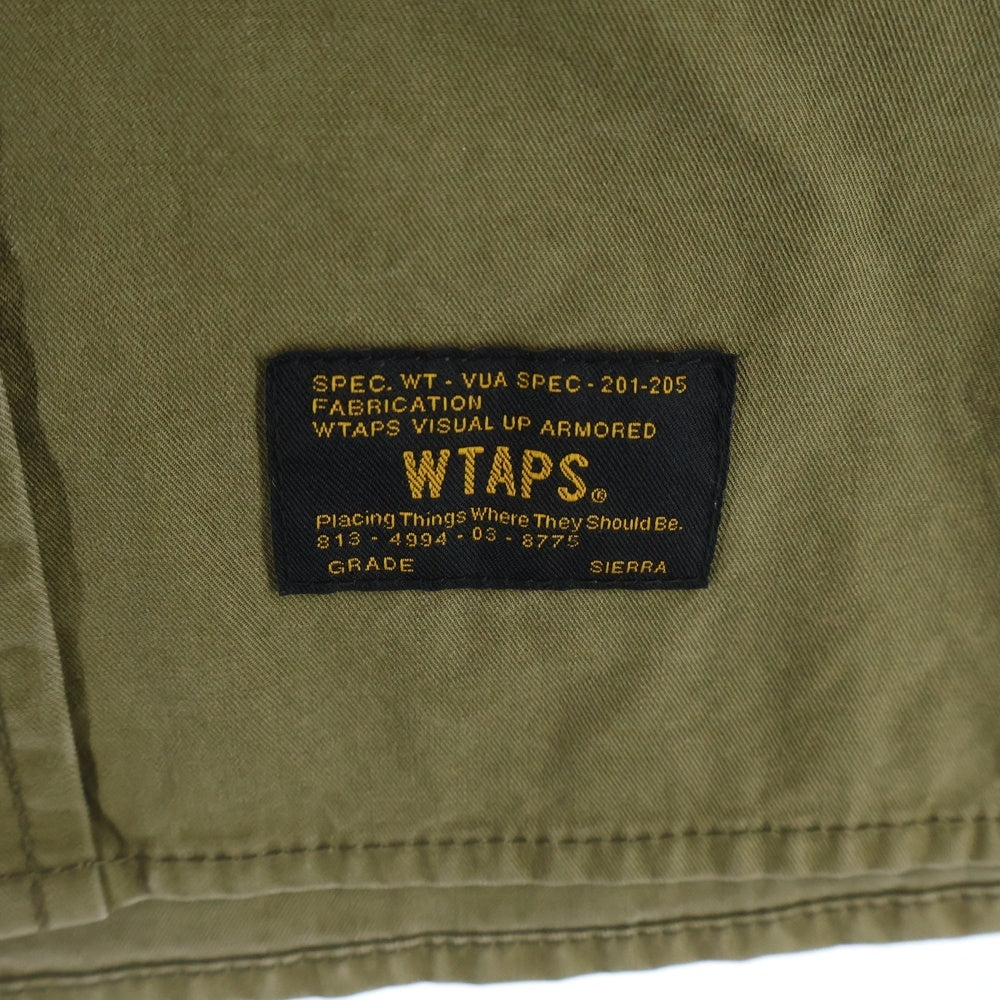 SPEC. WT - VUA SPEC - 201-205
FABRICATION
WTAPS VISUAL UP ARMORED
WTAPS®
Placing Things Where They Should Be.
813 - 4994 - 03 - 8775
GRADE SIERRA